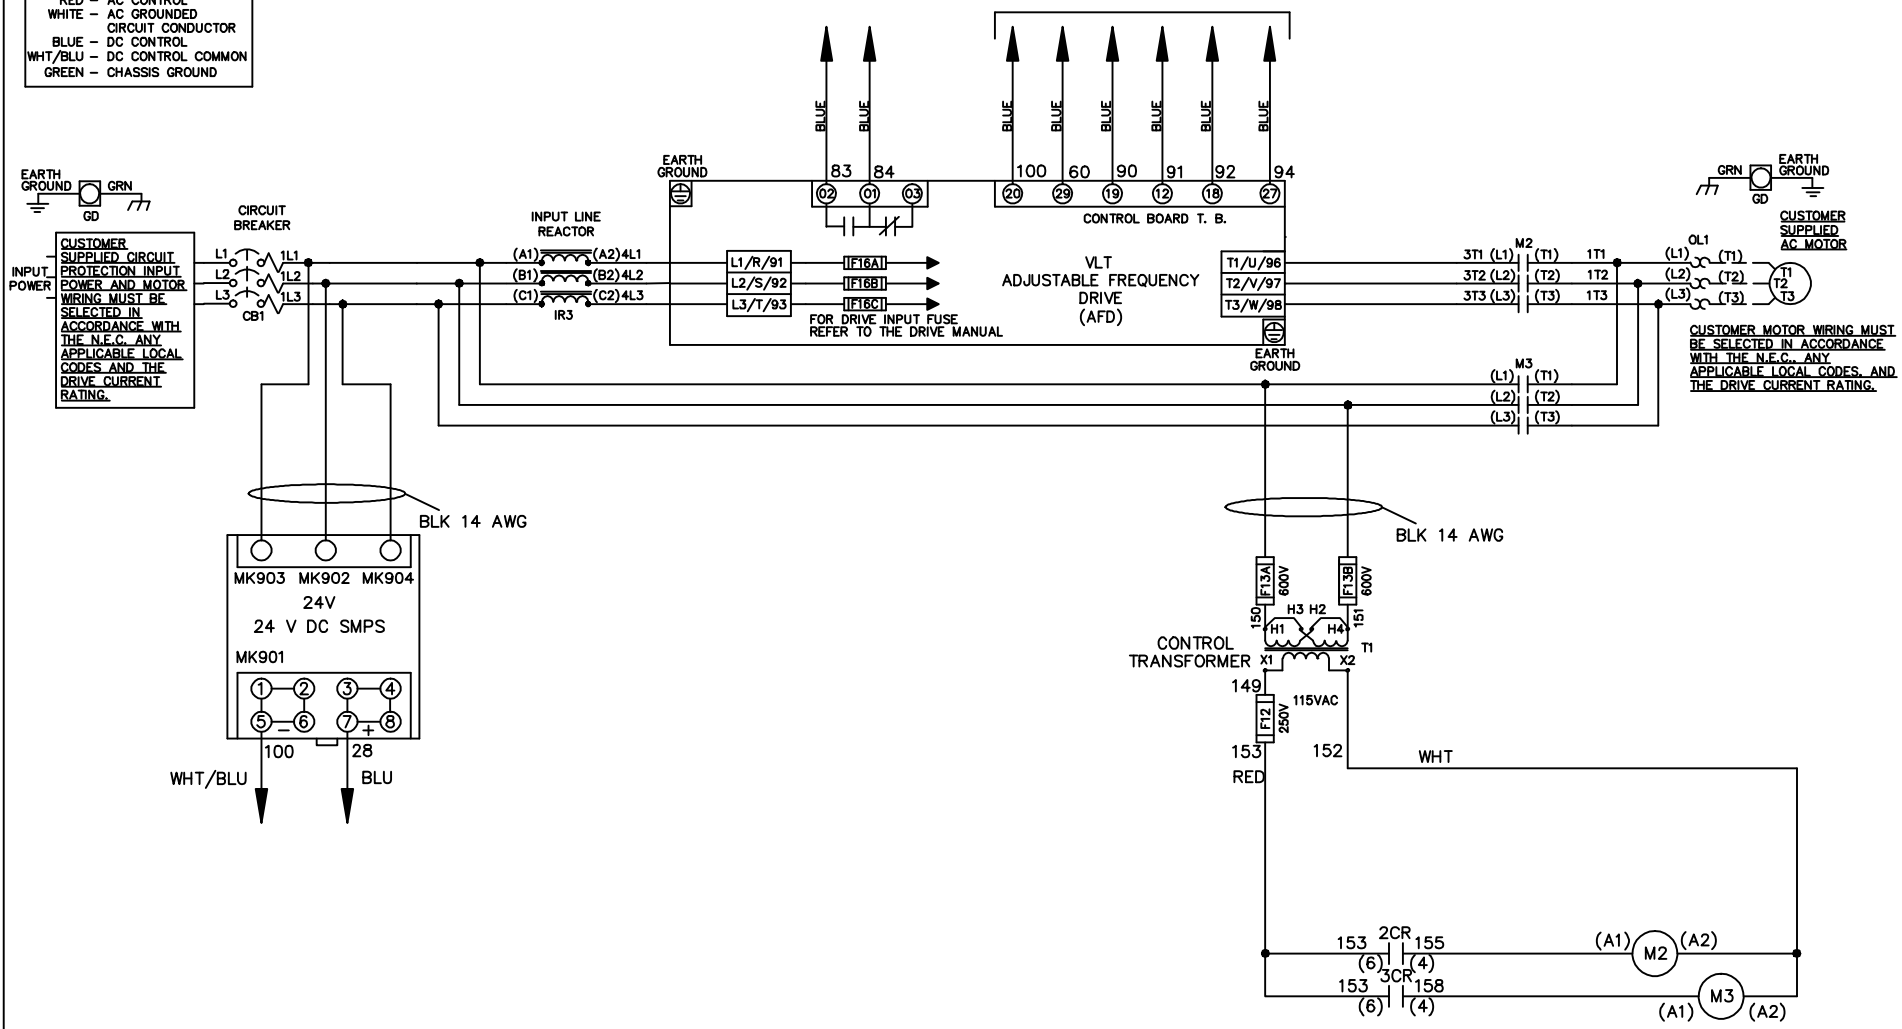 RED – AC CONTROL
WHITE – AC GROUNDED
CIRCUIT CONDUCTOR
BLUE – DC CONTROL
WHT/BLU – DC CONTROL COMMON
GREEN – CHASSIS GROUND
BLUE
BLUE
BLUE
BLUE
BLUE
BLUE
BLUE
BLUE
EARTH
GROUND
GRN
GD
EARTH
GROUND
83
84
100
60
90
91
92
94
02
01
03
20
29
19
12
18
27
CONTROL BOARD T. B.
GRN
EARTH
GROUND
GD
CUSTOMER
SUPPLIED
AC MOTOR
CIRCUIT
BREAKER
INPUT LINE
REACTOR
INPUT
POWER
CUSTOMER
SUPPLIED CIRCUIT
PROTECTION INPUT
POWER AND MOTOR
WIRING MUST BE
SELECTED IN
ACCORDANCE WITH
THE N.E.C. ANY
APPLICABLE LOCAL
CODES AND THE
DRIVE CURRENT
RATING.
L1
1L1
L2
1L2
L3
1L3
CB1
(A1)
(A2)4L1
(B1)
(B2)4L2
(C1)
(C2)4L3
IR3
L1/R/91
L2/S/92
L3/T/93
F16A
F16B
F16C
FOR DRIVE INPUT FUSE
REFER TO THE DRIVE MANUAL
VLT
ADJUSTABLE FREQUENCY
DRIVE
(AFD)
T1/U/96
T2/V/97
T3/W/98
EARTH
GROUND
M2
3T1 (L1) (T1) 1T1
3T2 (L2) (T2) 1T2
3T3 (L3) (T3) 1T3
OL1
(L1) (T1)
(L2) (T2)
(L3) (T3)
T1
T2
T3
CUSTOMER MOTOR WIRING MUST
BE SELECTED IN ACCORDANCE
WITH THE N.E.C., ANY
APPLICABLE LOCAL CODES, AND
THE DRIVE CURRENT RATING.
M3
(L1) (T1)
(L2) (T2)
(L3) (T3)
BLK 14 AWG
BLK 14 AWG
MK903 MK902 MK904
24V
24 V DC SMPS
MK901
1 2 3 4
5 6 7 8
– +
100
28
WHT/BLU
BLU
F13A
600V
F13B
600V
150
151
H3 H2
H1
H4
T1
CONTROL
TRANSFORMER
X1
X2
149
115VAC
F12
250V
153
152
RED
WHT
2CR
153 155
(6) (4)
(A1) M2 (A2)
3CR
153 158
(6) (4)
(A1) M3 (A2)